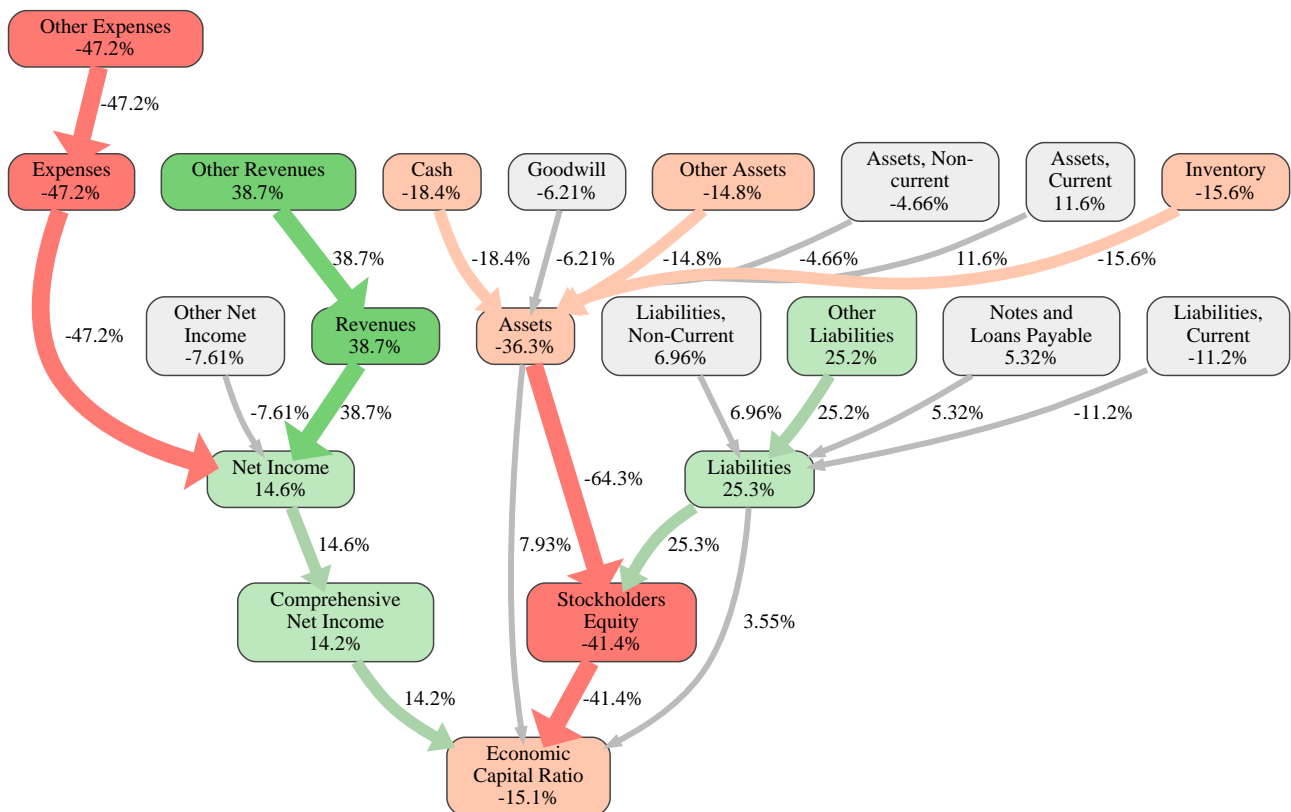 Other Expenses
-47.2%
-47.2%
Expenses
-47.2%
Other Revenues
38.7%
Cash
-18.4%
Goodwill
-6.21%
Other Assets
-14.8%
Assets, Non-
current
-4.66%
Assets,
Current
11.6%
Inventory
-15.6%
38.7%
-18.4%
-6.21%
-14.8%
-4.66%
11.6%
-15.6%
-47.2%
Other Net
Income
-7.61%
Revenues
38.7%
Assets
-36.3%
Liabilities,
Non-Current
6.96%
Other
Liabilities
25.2%
Notes and
Loans Payable
5.32%
Liabilities,
Current
-11.2%
-7.61%
38.7%
6.96%
25.2%
5.32%
-11.2%
Net Income
14.6%
-64.3%
Liabilities
25.3%
14.6%
7.93%
25.3%
Comprehensive
Net Income
14.2%
Stockholders
Equity
-41.4%
3.55%
14.2%
-41.4%
Economic
Capital Ratio
-15.1%